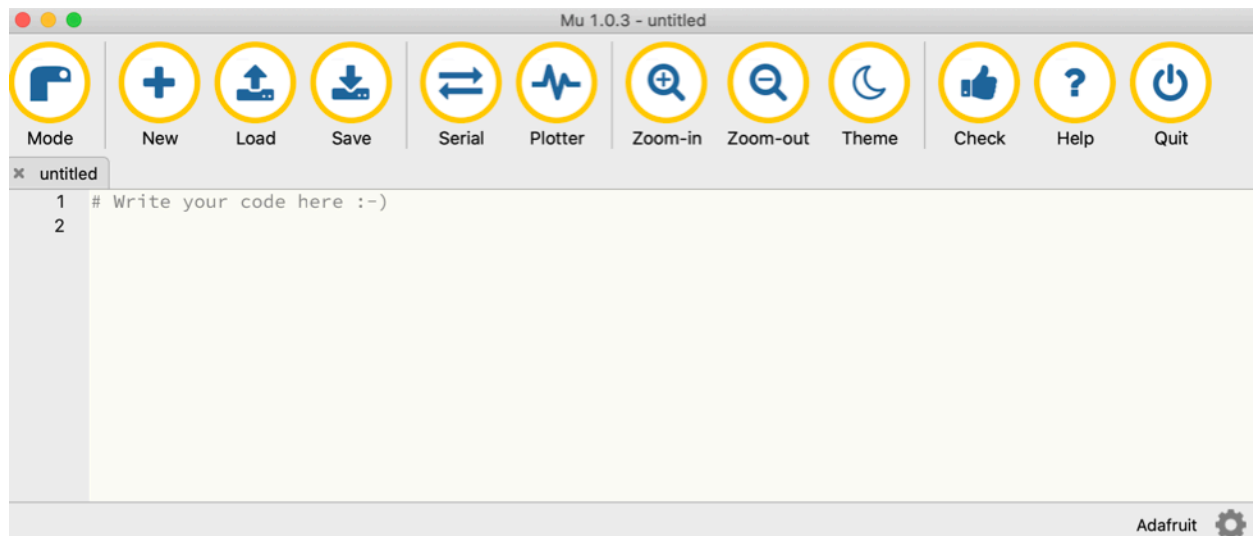 Mu 1.0.3 - untitled
Mode New Load Save Serial Plotter Zoom-in Zoom-out Theme Check Help Quit
untitled
1 # Write your code here :-)
2
Adafruit